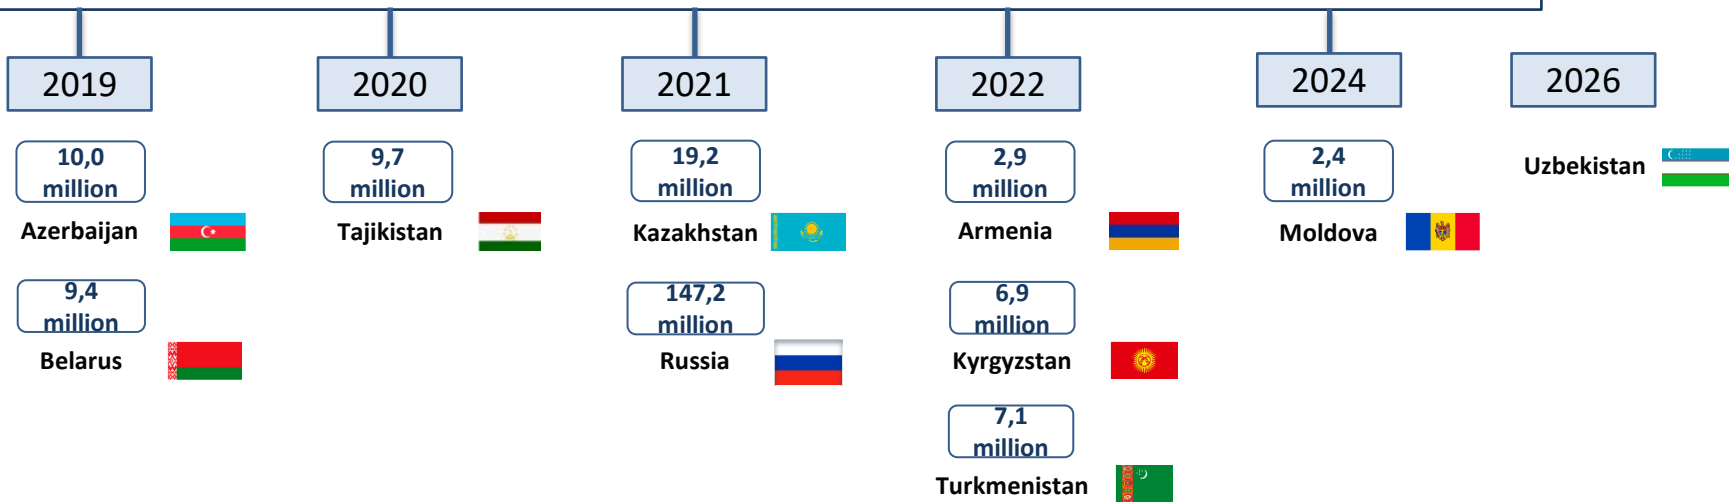 2019
10,0
million
Azerbaijan
9,4
million
Belarus
2020
9,7
million
Tajikistan
2021
19,2
million
Kazakhstan
147,2
million
Russia
2022
2,9
million
Armenia
6,9
million
Kyrgyzstan
7,1
million
Turkmenistan
2024
2,4
million
Moldova
2026
Uzbekistan